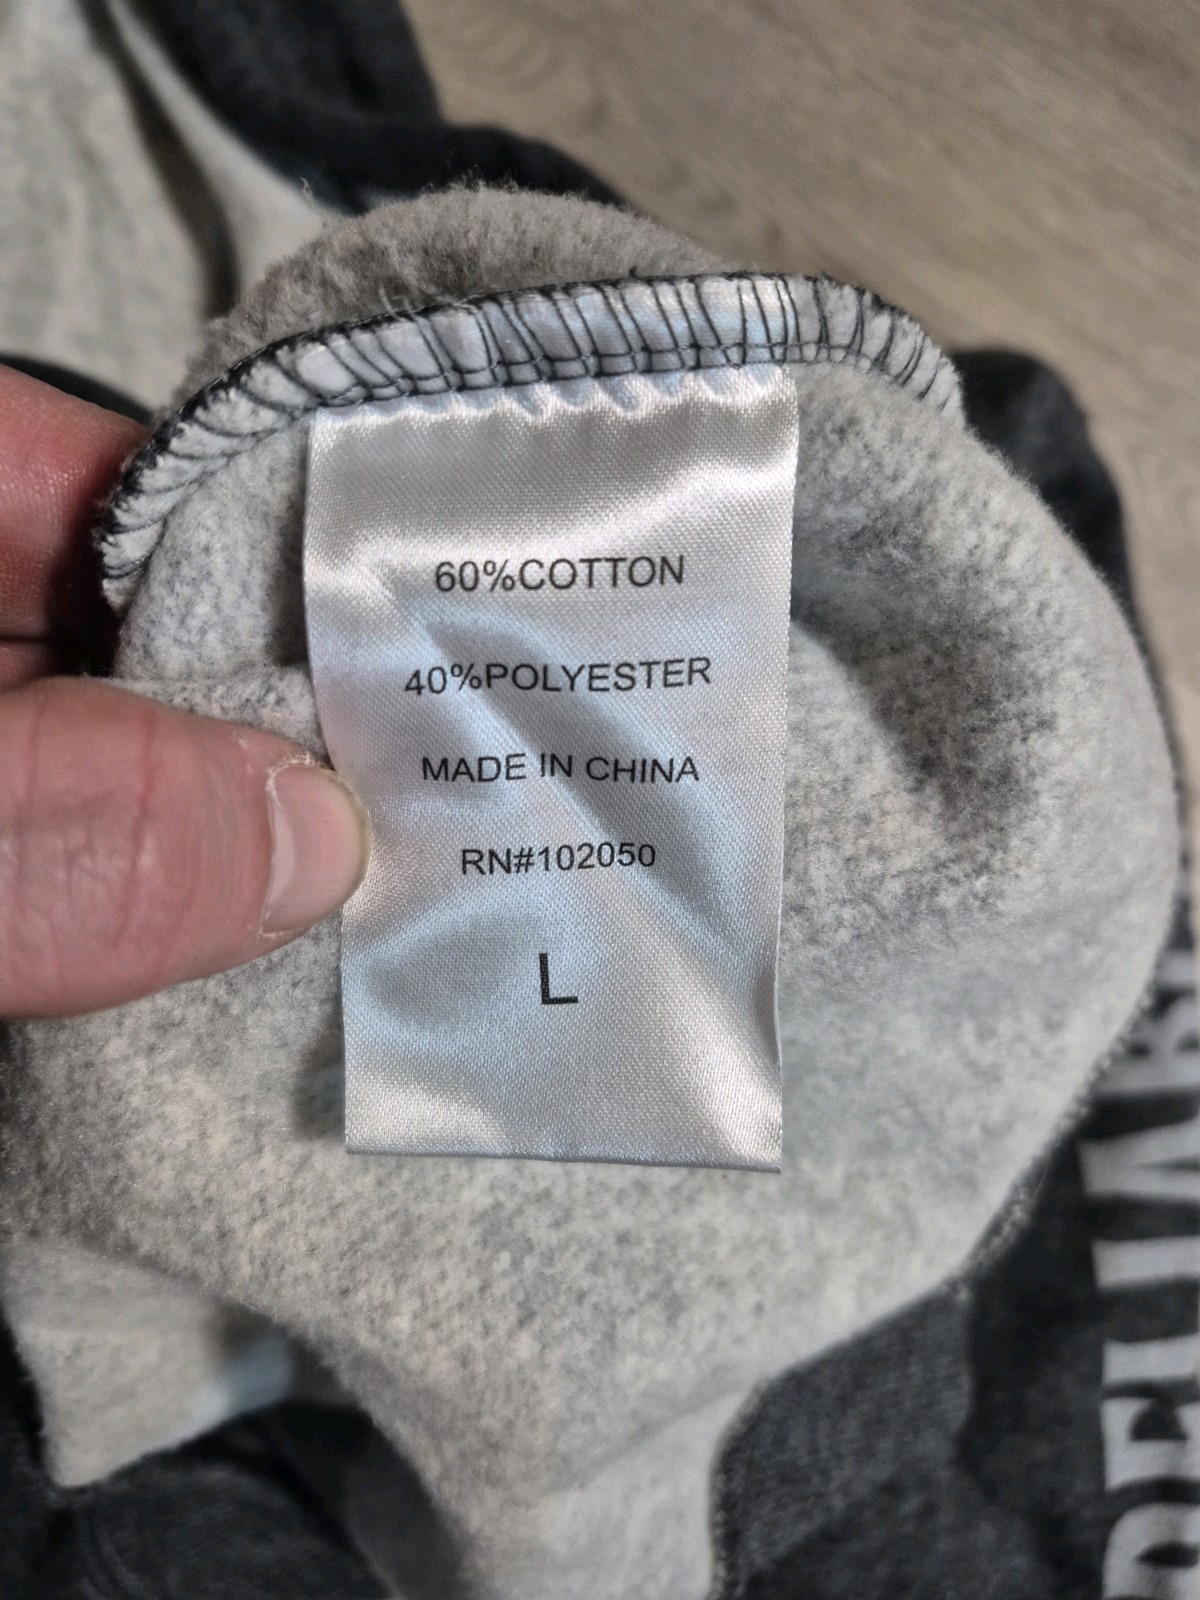 60%COTTON
40%POLYESTER
MADE IN CHINA
RN#102050
L